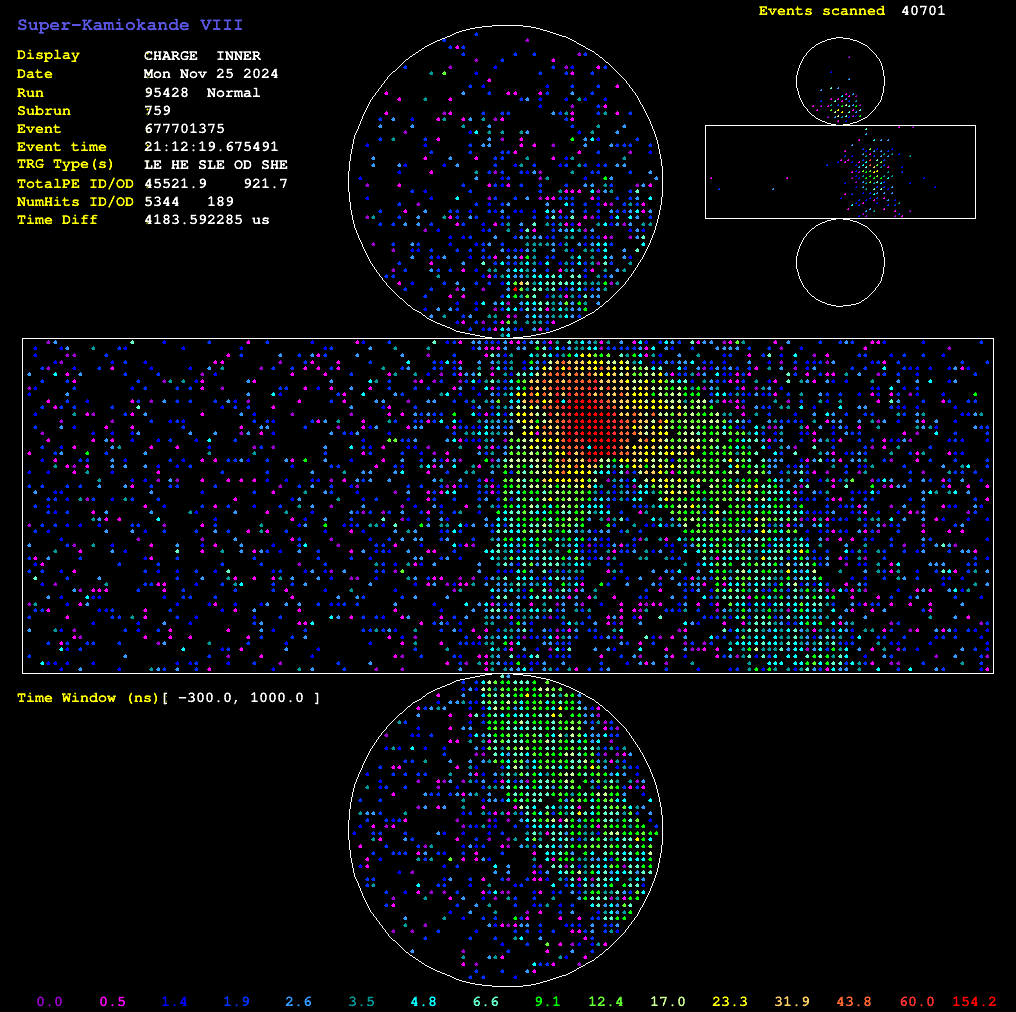 Super-Kamiokande VIII
Events scanned 40701
Display CHARGE INNER
Date Mon Nov 25 2024
Run 95428 Normal
Subrun 759
Event 677701375
Event time 21:12:19.675491
TRG Type(s) LE HE SLE OD SHE
TotalPE ID/OD 45521.9 921.7
NumHits ID/OD 5344 189
Time Diff 4183.592285 us
Time Window (ns)[ -300.0, 1000.0 ]
0.0 0.5 1.4 1.9 2.6 3.5 4.8 6.6 9.1 12.4 17.0 23.3 31.9 43.8 60.0 154.2